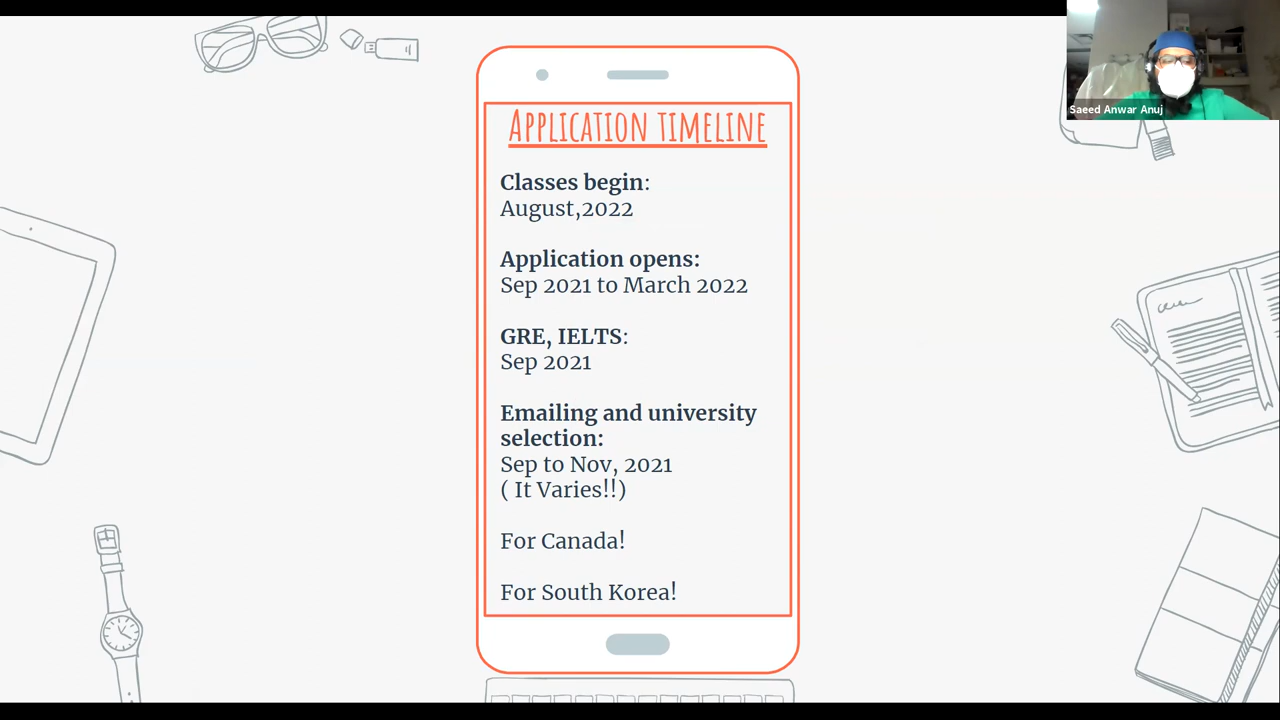 Saeed Anwar Anuj
APPLICATION TIMELINE
Classes begin:
August,2022
Application opens:
Sep 2021 to March 2022
GRE, IELTS:
Sep 2021
Emailing and university
selection:
Sep to Nov, 2021
( It Varies!!)
For Canada!
For South Korea!